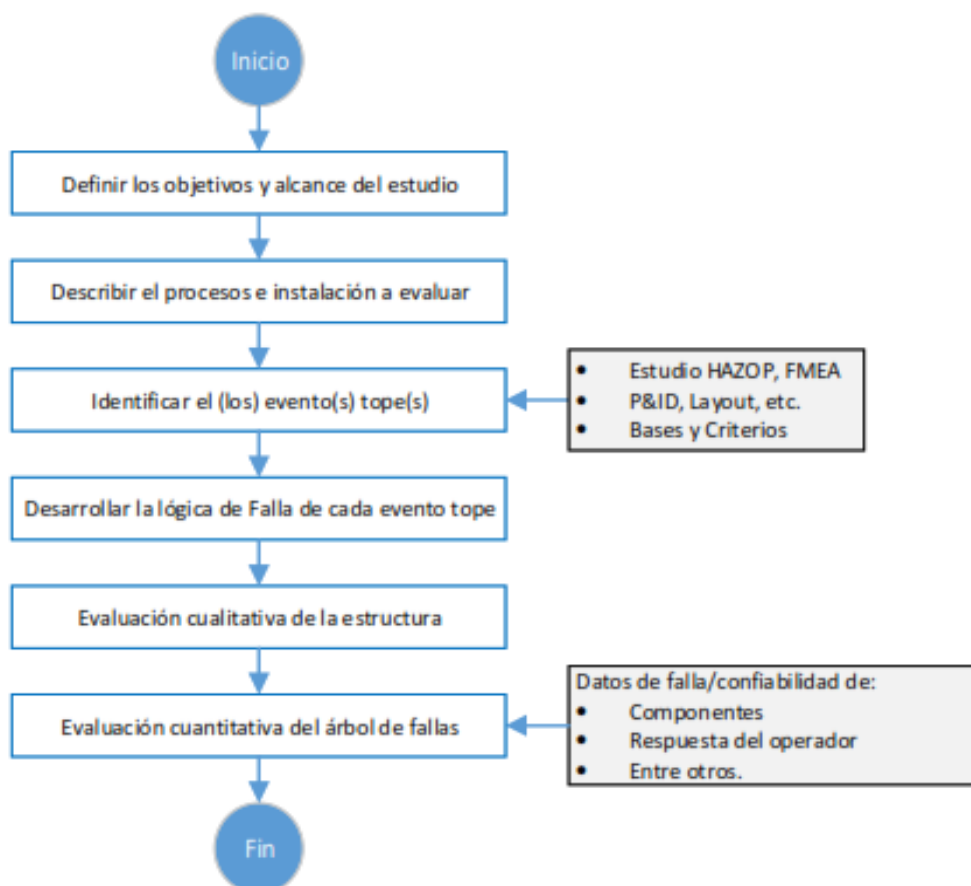 Inicio
Definir los objetivos y alcance del estudio
Describir el procesos e instalación a evaluar
Identificar el (los) evento(s) tope(s)
• Estudio HAZOP, FMEA
• P&ID, Layout, etc.
• Bases y Criterios
Desarrollar la lógica de Falla de cada evento tope
Evaluación cualitativa de la estructura
Evaluación cuantitativa del árbol de fallas
Datos de falla/confiabilidad de:
• Componentes
• Respuesta del operador
• Entre otros.
Fin